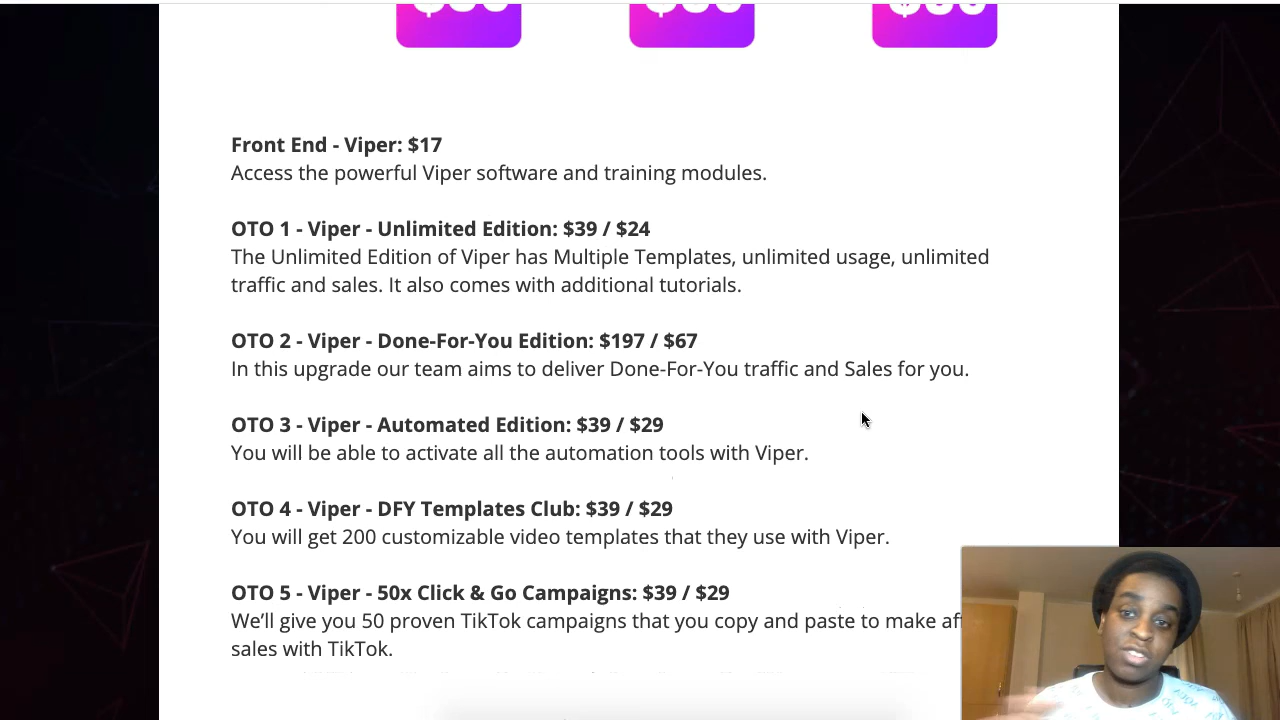 Front End - Viper: $17
Access the powerful Viper software and training modules.
OTO 1 - Viper - Unlimited Edition: $39 / $24
The Unlimited Edition of Viper has Multiple Templates, unlimited usage, unlimited
traffic and sales. It also comes with additional tutorials.
OTO 2 - Viper - Done-For-You Edition: $197 / $67
In this upgrade our team aims to deliver Done-For-You traffic and Sales for you.
OTO 3 - Viper - Automated Edition: $39 / $29
You will be able to activate all the automation tools with Viper.
OTO 4 - Viper - DFY Templates Club: $39 / $29
You will get 200 customizable video templates that they use with Viper.
OTO 5 - Viper - 50x Click & Go Campaigns: $39 / $29
We’ll give you 50 proven TikTok campaigns that you copy and paste to make
sales with TikTok.